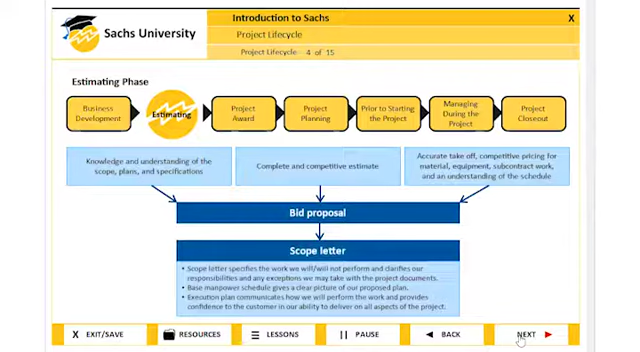 Sachs University
Introduction to Sachs
X
Project Lifecycle
Project Lifecycle 4 of 15
Estimating Phase
Business
Development
Estimating
Project
Award
Project
Planning
Prior to Starting
the Project
Managing
During the
Project
Project
Closeout
Knowledge and understanding of the
scope, plans, and specifications
Complete and competitive estimate
Accurate take off, competitive pricing for
material, equipment, subcontract work,
and an understanding of the schedule
Bid proposal
Scope letter
• Scope letter specifies the work we will/will not perform and clarifies our
responsibilities and any exceptions we may take with the project documents.
• Base manpower schedule gives a clear picture of our proposed plan.
• Execution plan communicates how we will perform the work and provides
confidence to the customer in our ability to deliver on all aspects of the project.
X EXIT/SAVE
RESOURCES
LESSONS
PAUSE
BACK
NEXT